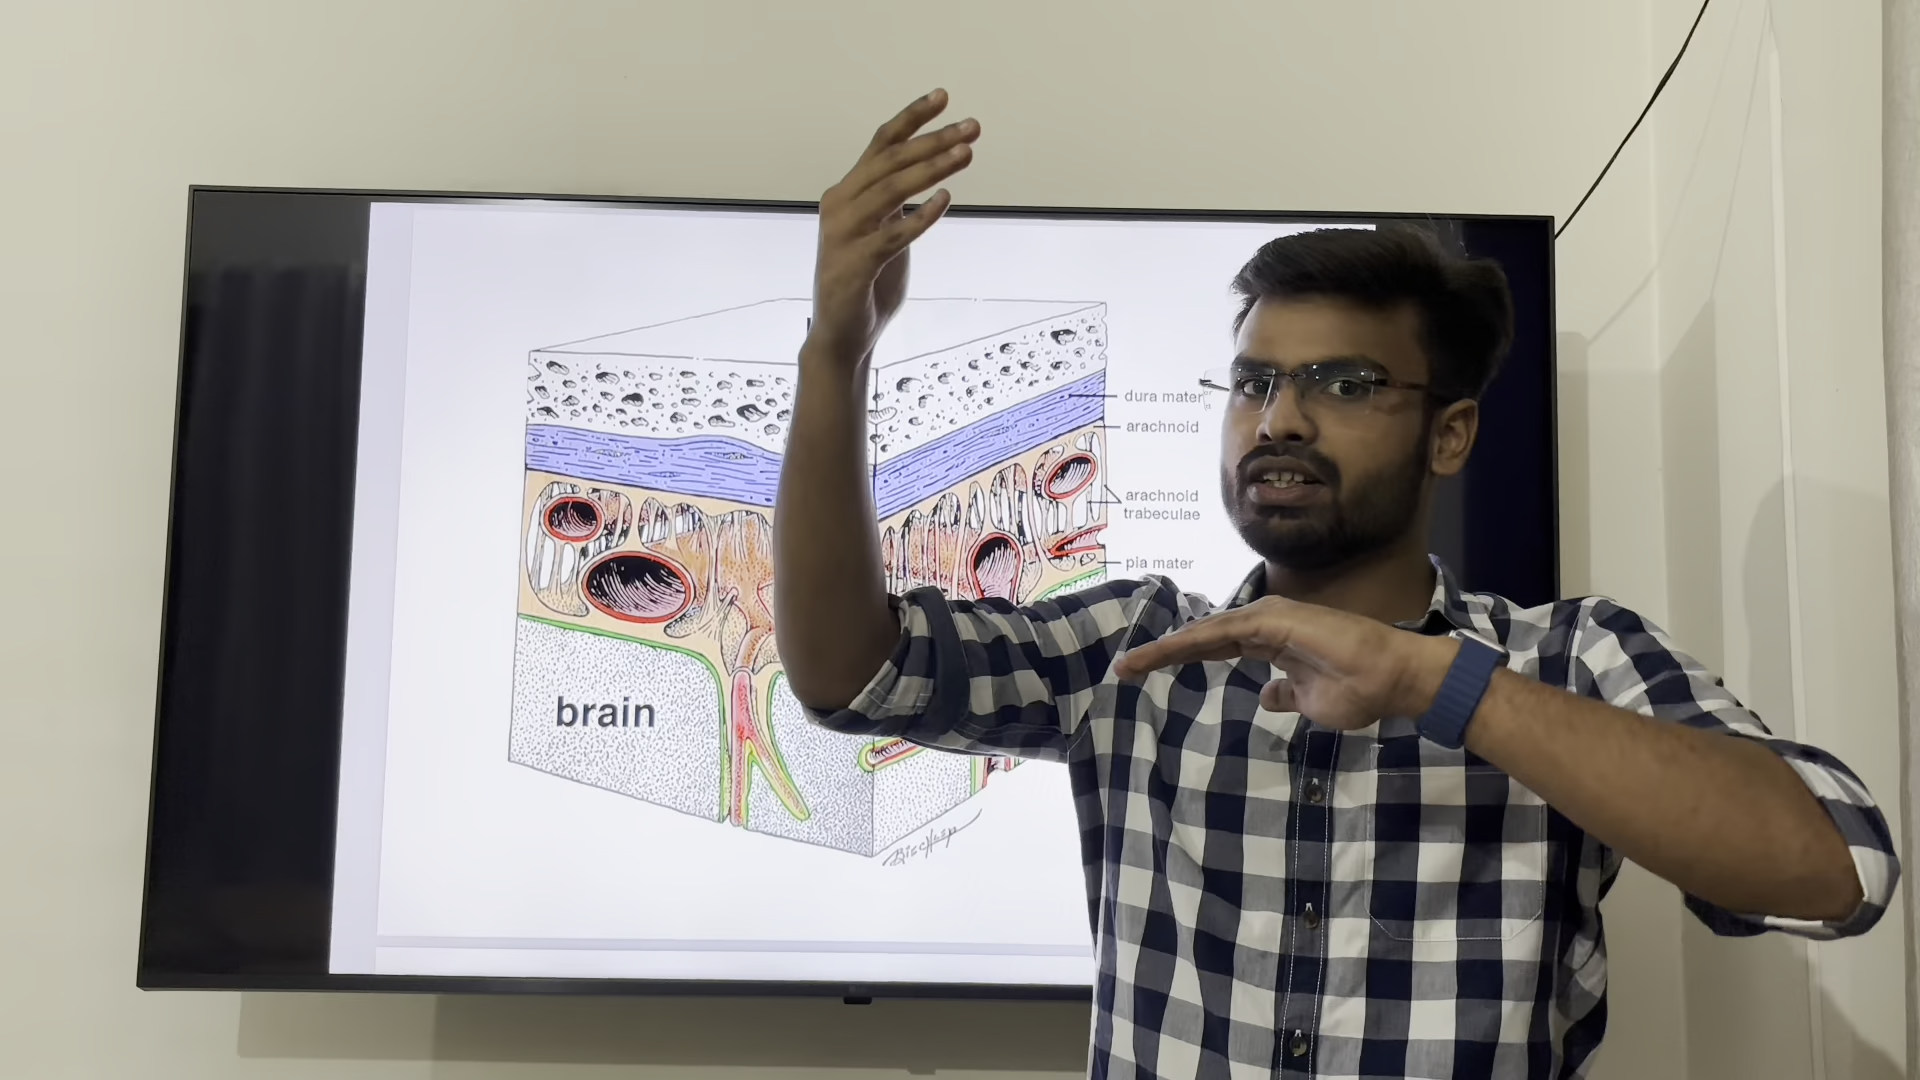 dura mater
arachnoid
arachnoid
trabeculae
pia mater
brain